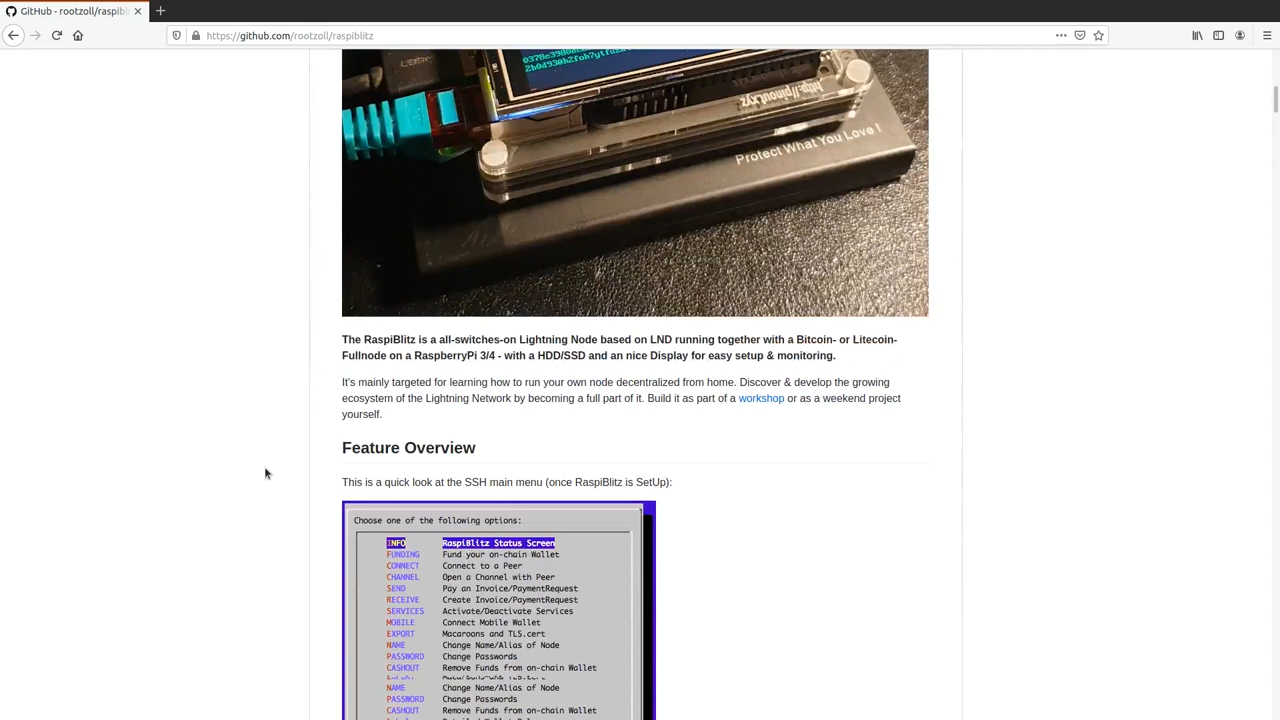 GitHub - rootzoll/raspibl
https://github.com/rootzoll/raspiblitz
Protect What You Love !
The RaspiBlitz is a all-switches-on Lightning Node based on LND running together with a Bitcoin- or Litecoin-
Fullnode on a RaspberryPi 3/4 - with a HDD/SSD and an nice Display for easy setup & monitoring.
It's mainly targeted for learning how to run your own node decentralized from home. Discover & develop the growing
ecosystem of the Lightning Network by becoming a full part of it. Build it as part of a workshop or as a weekend project
yourself.
Feature Overview
This is a quick look at the SSH main menu (once RaspiBlitz is SetUp):
Choose one of the following options:
INFO RaspiBlitz Status Screen
FUNDING Fund your on-chain Wallet
CONNECT Connect to a Peer
CHANNEL Open a Channel with Peer
SEND Pay an Invoice/PaymentRequest
RECEIVE Create Invoice/PaymentRequest
SERVICES Activate/Deactivate Services
MOBILE Connect Mobile Wallet
EXPORT Macaroons and TLS.cert
NAME Change Name/Alias of Node
PASSWORD Change Passwords
CASHOUT Remove Funds from on-chain Wallet
NAME Change Name/Alias of Node
PASSWORD Change Passwords
CASHOUT Remove Funds from on-chain Wallet